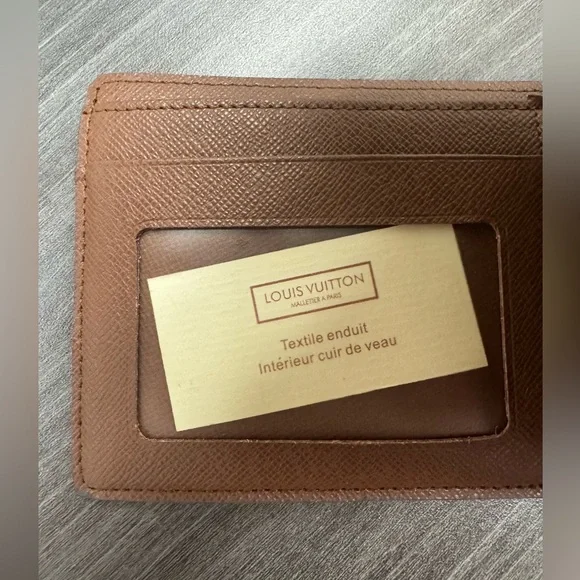 LOUIS VUITTON
MALLETIER A PARIS
Textile enduit
Intérieur cuir de veau